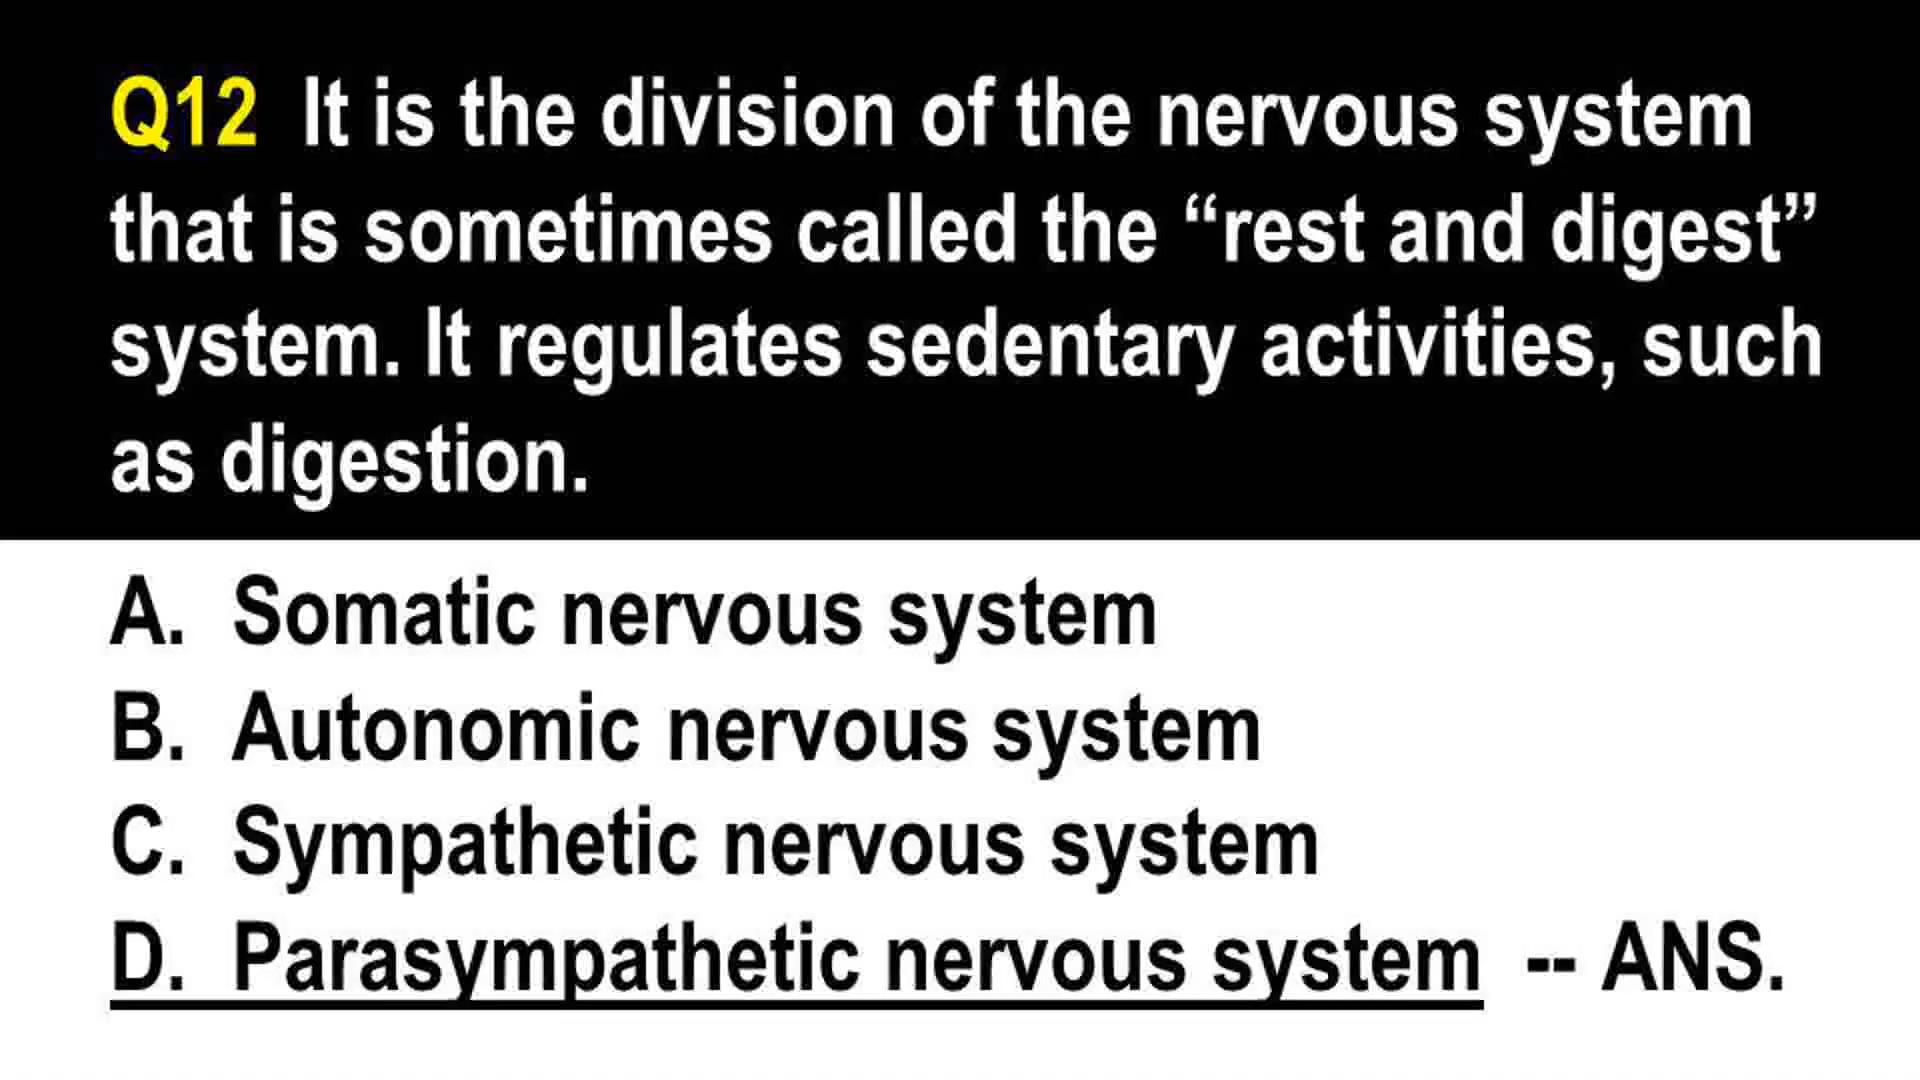 Q12 It is the division of the nervous system
that is sometimes called the “rest and digest”
system. It regulates sedentary activities, such
as digestion.
A. Somatic nervous system
B. Autonomic nervous system
C. Sympathetic nervous system
D. Parasympathetic nervous system -- ANS.